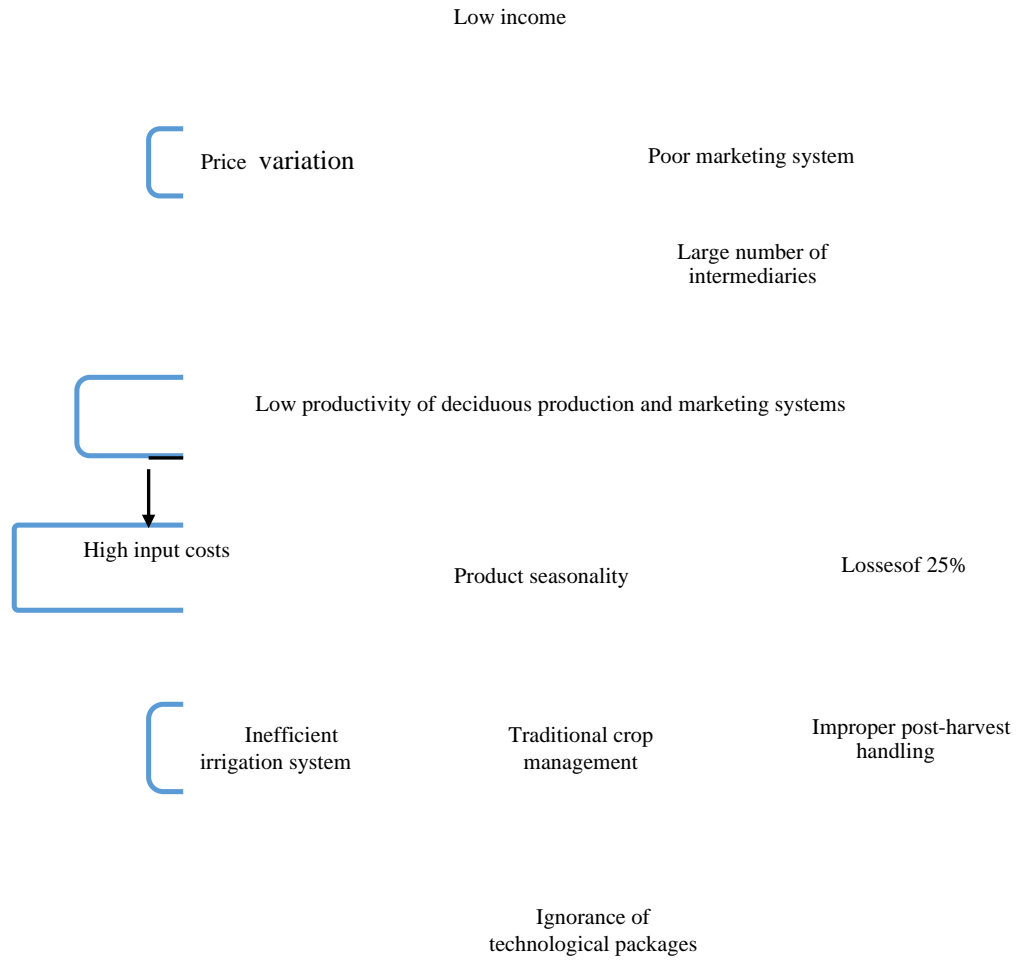 Low income
Price variation
Poor marketing system
Large number of
intermediaries
Low productivity of deciduous production and marketing systems
High input costs
Product seasonality
Lossesof 25%
Inefficient
irrigation system
Traditional crop
management
Improper post-harvest
handling
Ignorance of
technological packages